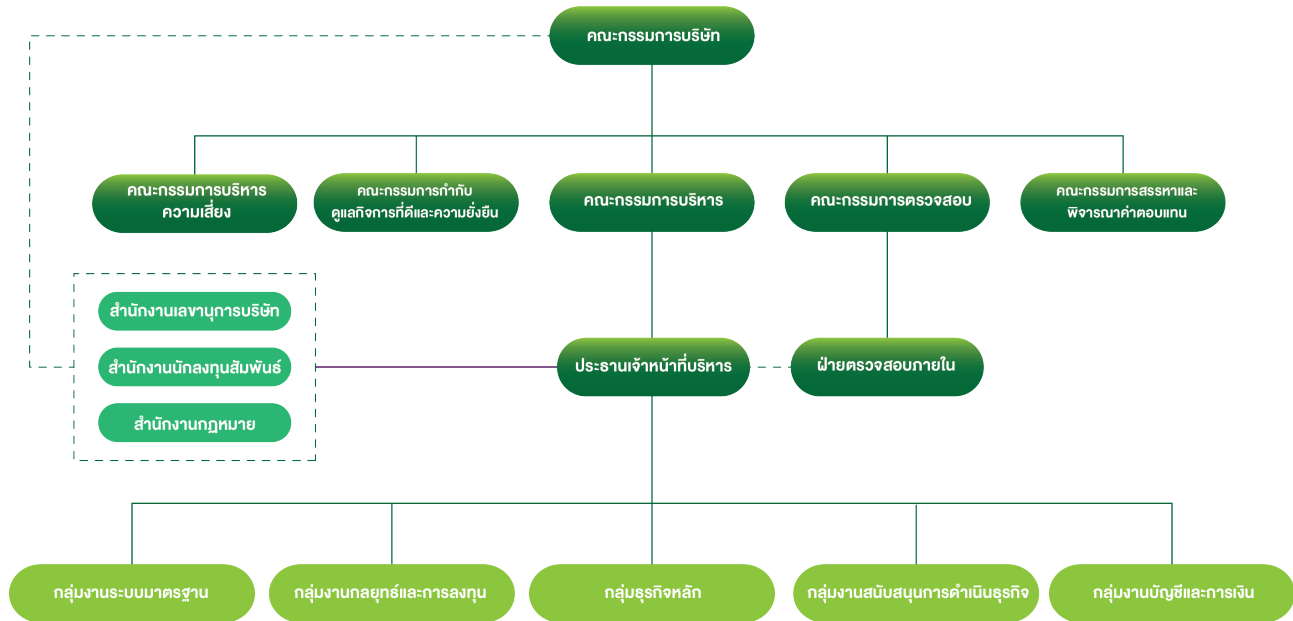 คณะกรรมการบริษัท
คณะกรรมการบริหาร
ความเสี่ยง
คณะกรรมการกำกับ
ดูแลกิจการที่ดีและความยั่งยืน
คณะกรรมการบริหาร
คณะกรรมการตรวจสอบ
คณะกรรมการสรรหาและ
พิจารณาค่าตอบแทน
สำนักงานเลขานุการบริษัท
สำนักงานนักลงทุนสัมพันธ์
สำนักงานกฎหมาย
ประธานเจ้าหน้าที่บริหาร
ฝ่ายตรวจสอบภายใน
กลุ่มงานระบบมาตรฐาน
กลุ่มงานกลยุทธ์และการลงทุน
กลุ่มธุรกิจหลัก
กลุ่มงานสนับสนุนการดำเนินธุรกิจ
กลุ่มงานบัญชีและการเงิน